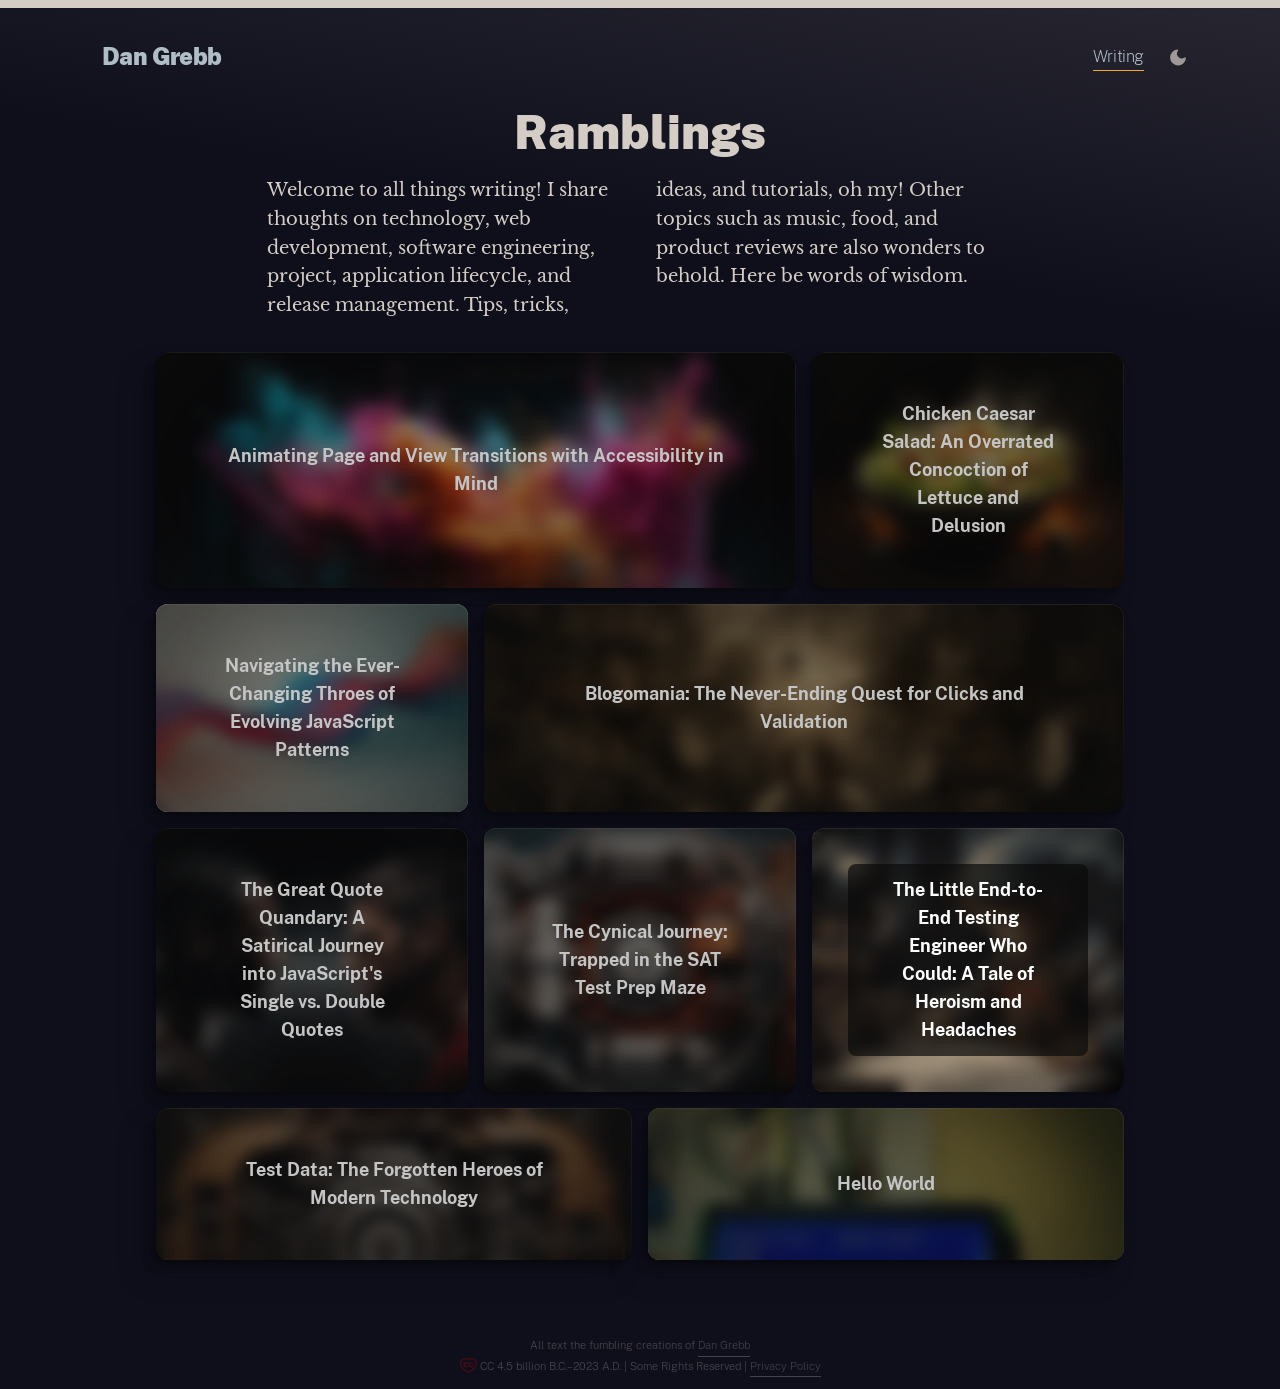 Dan Grebb
Writing
Ramblings
Welcome to all things writing! I share
thoughts on technology, web
development, software engineering,
project, application lifecycle, and
release management. Tips, tricks,
ideas, and tutorials, oh my! Other
topics such as music, food, and
product reviews are also wonders to
behold. Here be words of wisdom.
Animating Page and View Transitions with Accessibility in
Mind
Chicken Caesar
Salad: An Overrated
Concoction of
Lettuce and
Delusion
Navigating the Ever-
Changing Throes of
Evolving JavaScript
Patterns
Blogomania: The Never-Ending Quest for Clicks and
Validation
The Great Quote
Quandary: A
Satirical Journey
into JavaScript's
Single vs. Double
Quotes
The Cynical Journey:
Trapped in the SAT
Test Prep Maze
The Little End-to-
End Testing
Engineer Who
Could: A Tale of
Heroism and
Headaches
Test Data: The Forgotten Heroes of
Modern Technology
Hello World
All text the fumbling creations of Dan Grebb
CC 4.5 billion B.C.–2023 A.D. | Some Rights Reserved | Privacy Policy